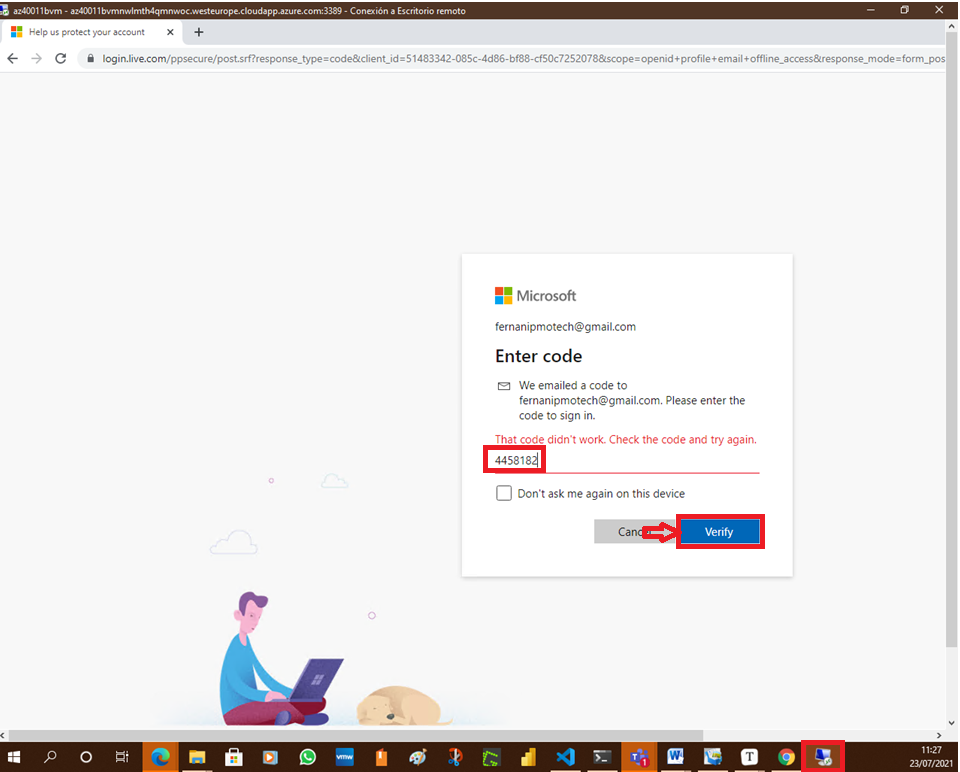 az40011bvm - az40011bvmnwlmth4qmnwoc.westeurope.cloudapp.azure.com:3389 - Conexión a Escritorio remoto
Help us protect your account
login.live.com/ppsecure/post.srf?response_type=code&client_id=51483342-085c-4d86-bf88-cf50c7252078&scope=openid+profile+email+offline_access&response_mode=form_pos
Microsoft
fernanipmotech@gmail.com
Enter code
We emailed a code to
fernanipmotech@gmail.com. Please enter the
code to sign in.
That code didn't work. Check the code and try again.
4458182
Don't ask me again on this device
Verify
vmw
T
11:27
23/07/2021